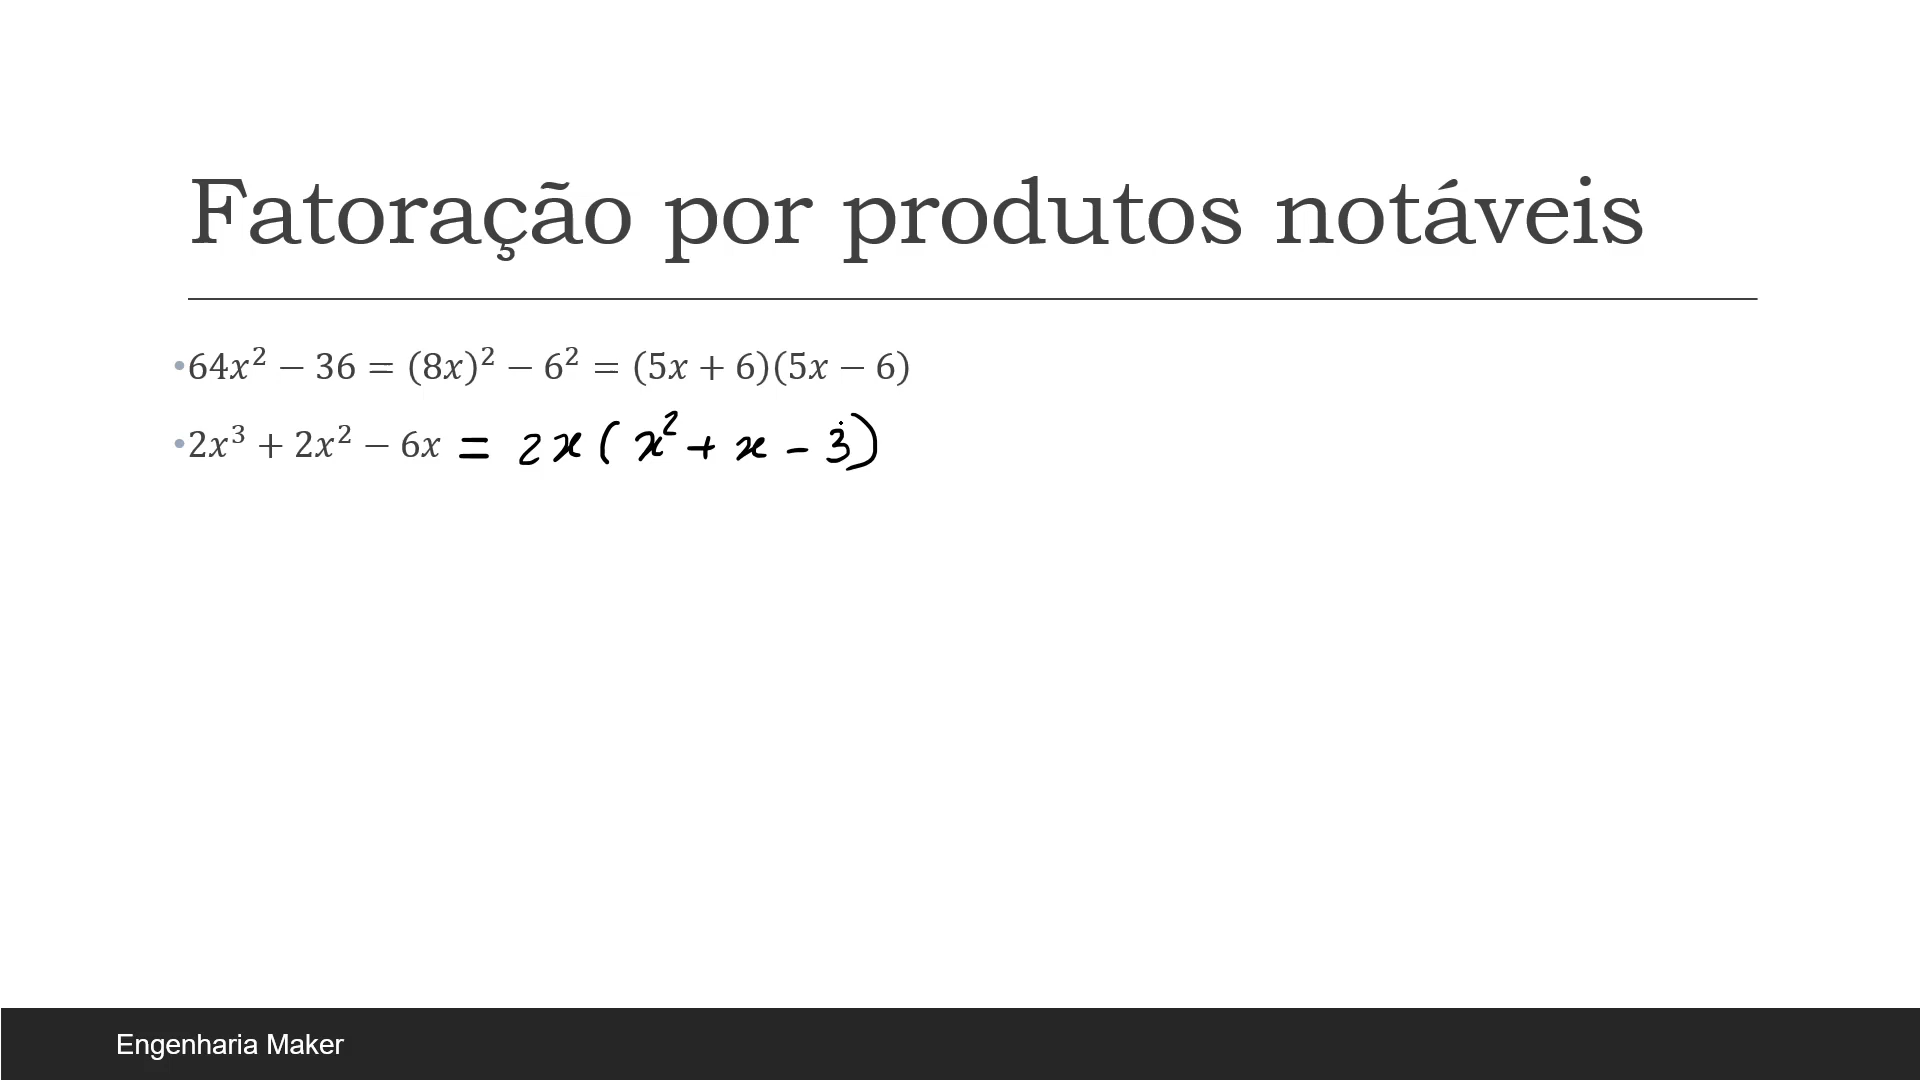 Fatoração por produtos notáveis
•64x² − 36 = (8x)² − 6² = (5x + 6)(5x − 6)
•2x³ + 2x² − 6x = 2x(x² + x − 3)
Engenharia Maker